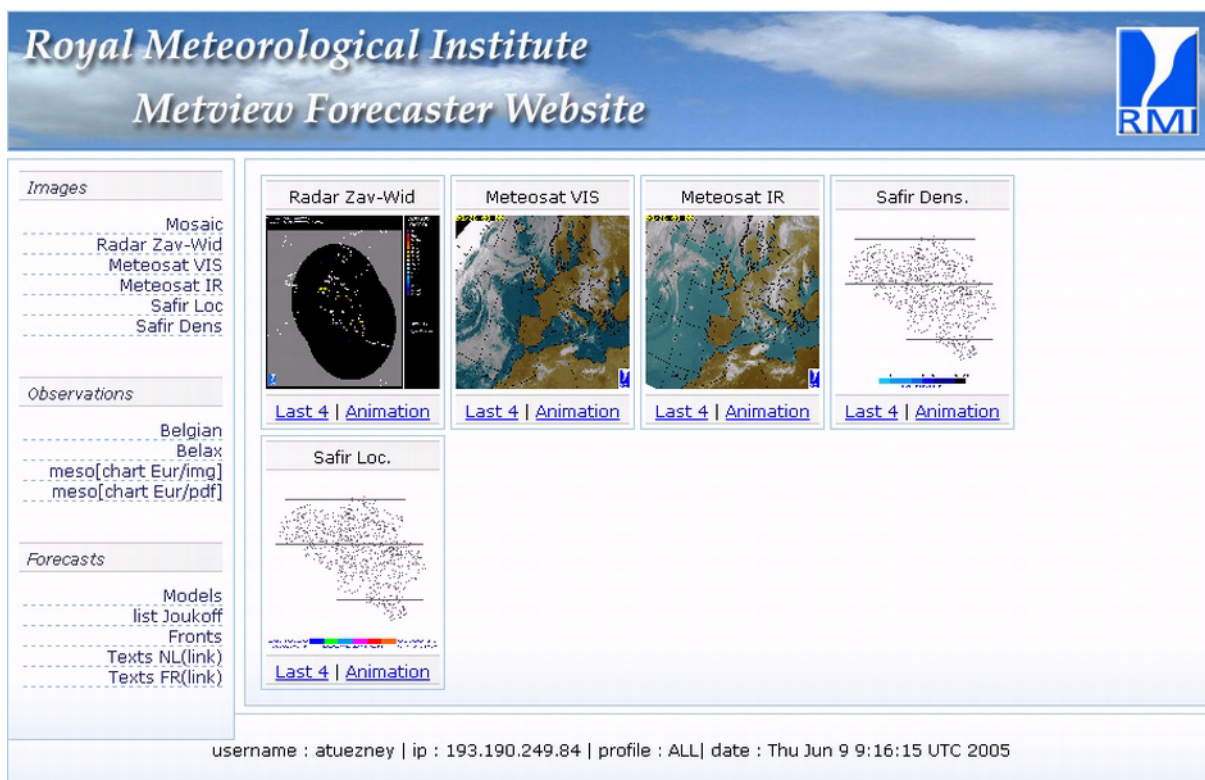 Royal Meteorological Institute
Metview Forecaster Website
RMI
Images
Mosaic
Radar Zav-Wid
Meteosat VIS
Meteosat IR
Safir Loc
Safir Dens
Observations
Belgian
Belax
meso[chart Eur/img]
meso[chart Eur/pdf]
Forecasts
Models
list Joukoff
Fronts
Texts NL(link)
Texts FR(link)
Radar Zav-Wid
Last 4 | Animation
Meteosat VIS
Last 4 | Animation
Meteosat IR
Last 4 | Animation
Safir Dens.
Last 4 | Animation
Safir Loc.
Last 4 | Animation
username : atuezney | ip : 193.190.249.84 | profile : ALL| date : Thu Jun 9 9:16:15 UTC 2005